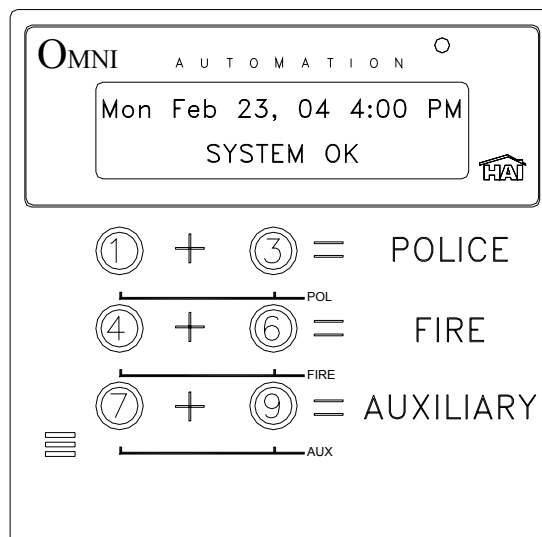 OMNI AUTOMATION
Mon Feb 23, 04 4:00 PM
SYSTEM OK
HAI
1 + 3 = POLICE
POL
4 + 6 = FIRE
FIRE
7 + 9 = AUXILIARY
AUX